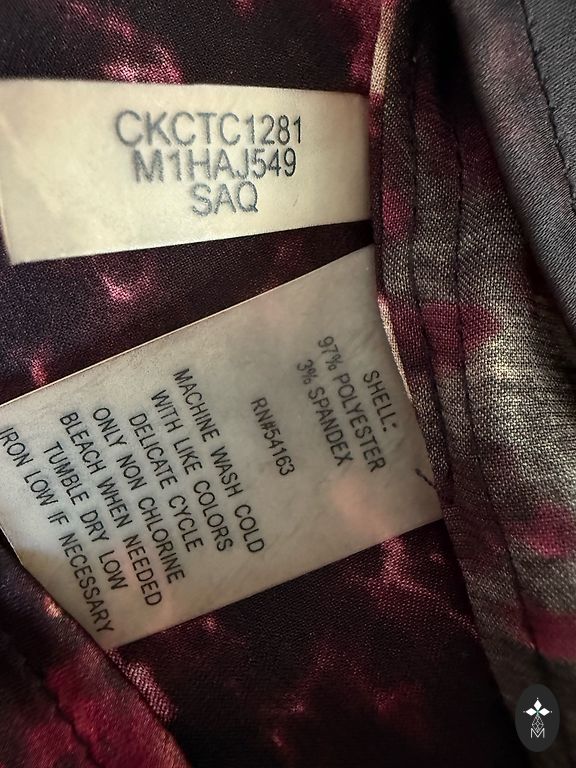 CKCTC1281
M1HAJ549
SAQ
SHELL:
97% POLYESTER
3% SPANDEX
RN#54163
MACHINE WASH COLD
WITH LIKE COLORS
DELICATE CYCLE
ONLY NON CHLORINE
BLEACH WHEN NEEDED
TUMBLE DRY LOW
IRON LOW IF NECESSARY
M